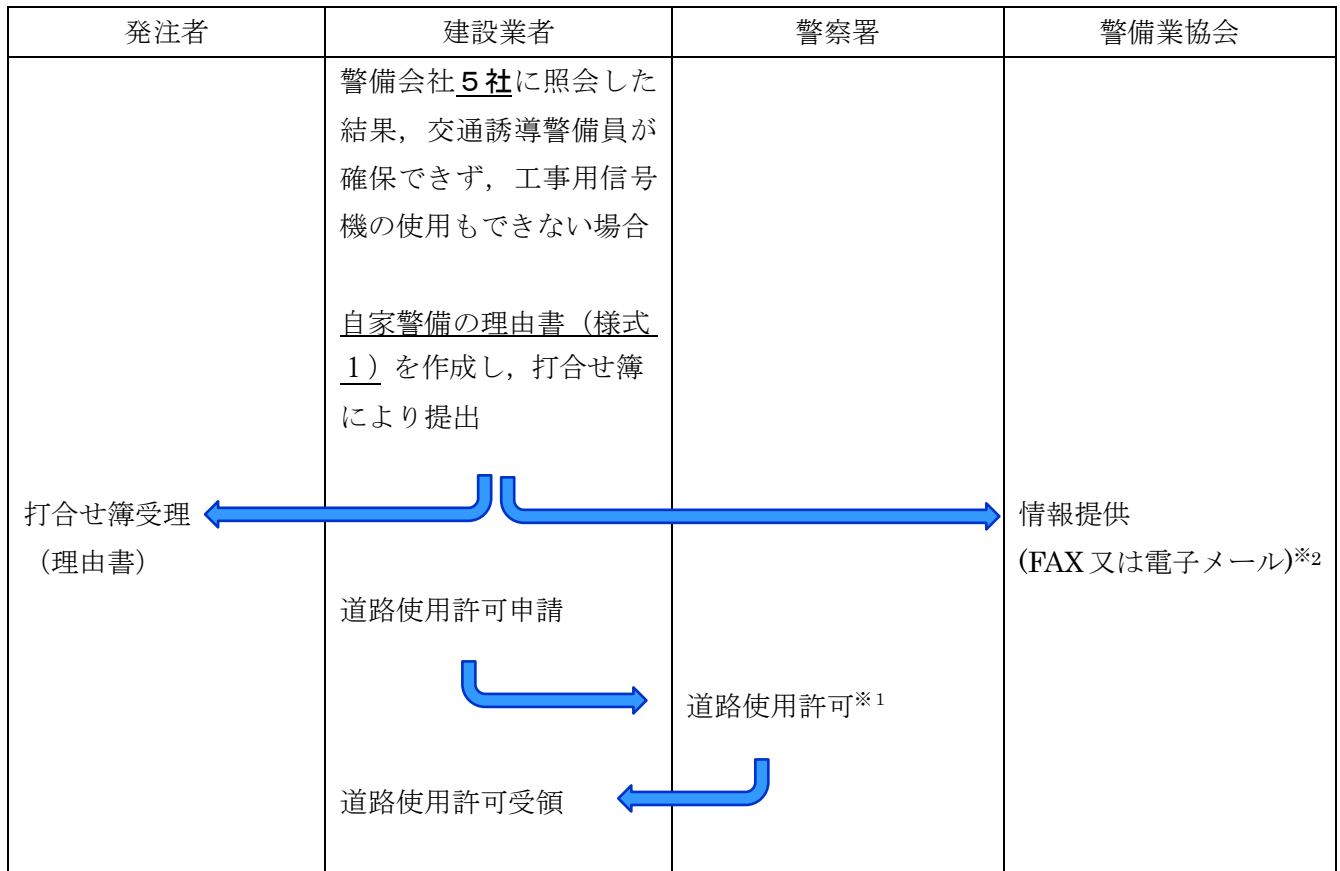 発注者 建設業者 警察署 警備業協会
警備会社５社に照会した
結果，交通誘導警備員が
確保できず，工事用信号
機の使用もできない場合
自家警備の理由書（様式
１）を作成し，打合せ簿
により提出
打合せ簿受理 情報提供
（理由書） (FAX又は電子メール)※2
道路使用許可申請
道路使用許可※1
道路使用許可受領